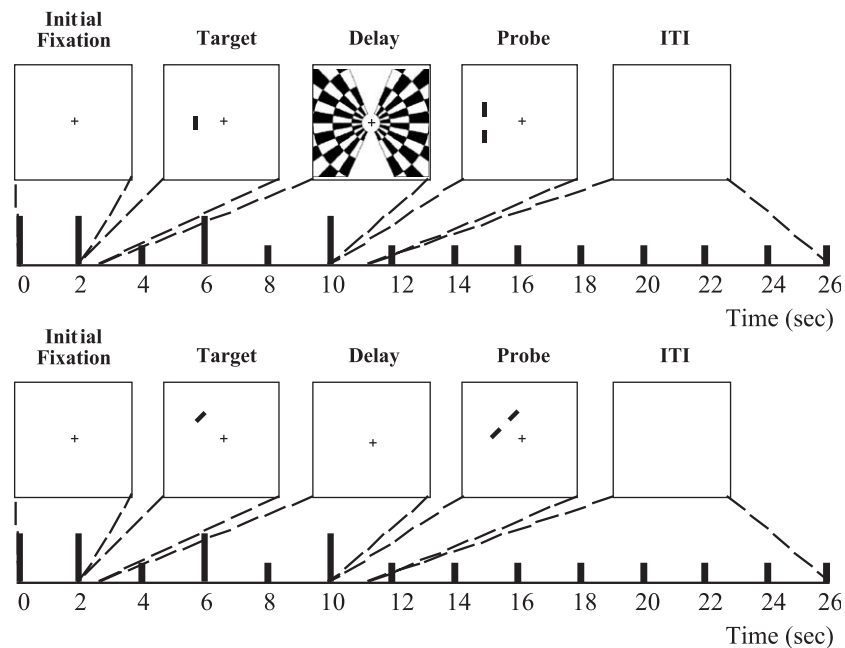 Initial
Fixation
Target
Delay
Probe
ITI
0 2 4 6 8 10 12 14 16 18 20 22 24 26
Time (sec)
Initial
Fixation
Target
Delay
Probe
ITI
0 2 4 6 8 10 12 14 16 18 20 22 24 26
Time (sec)